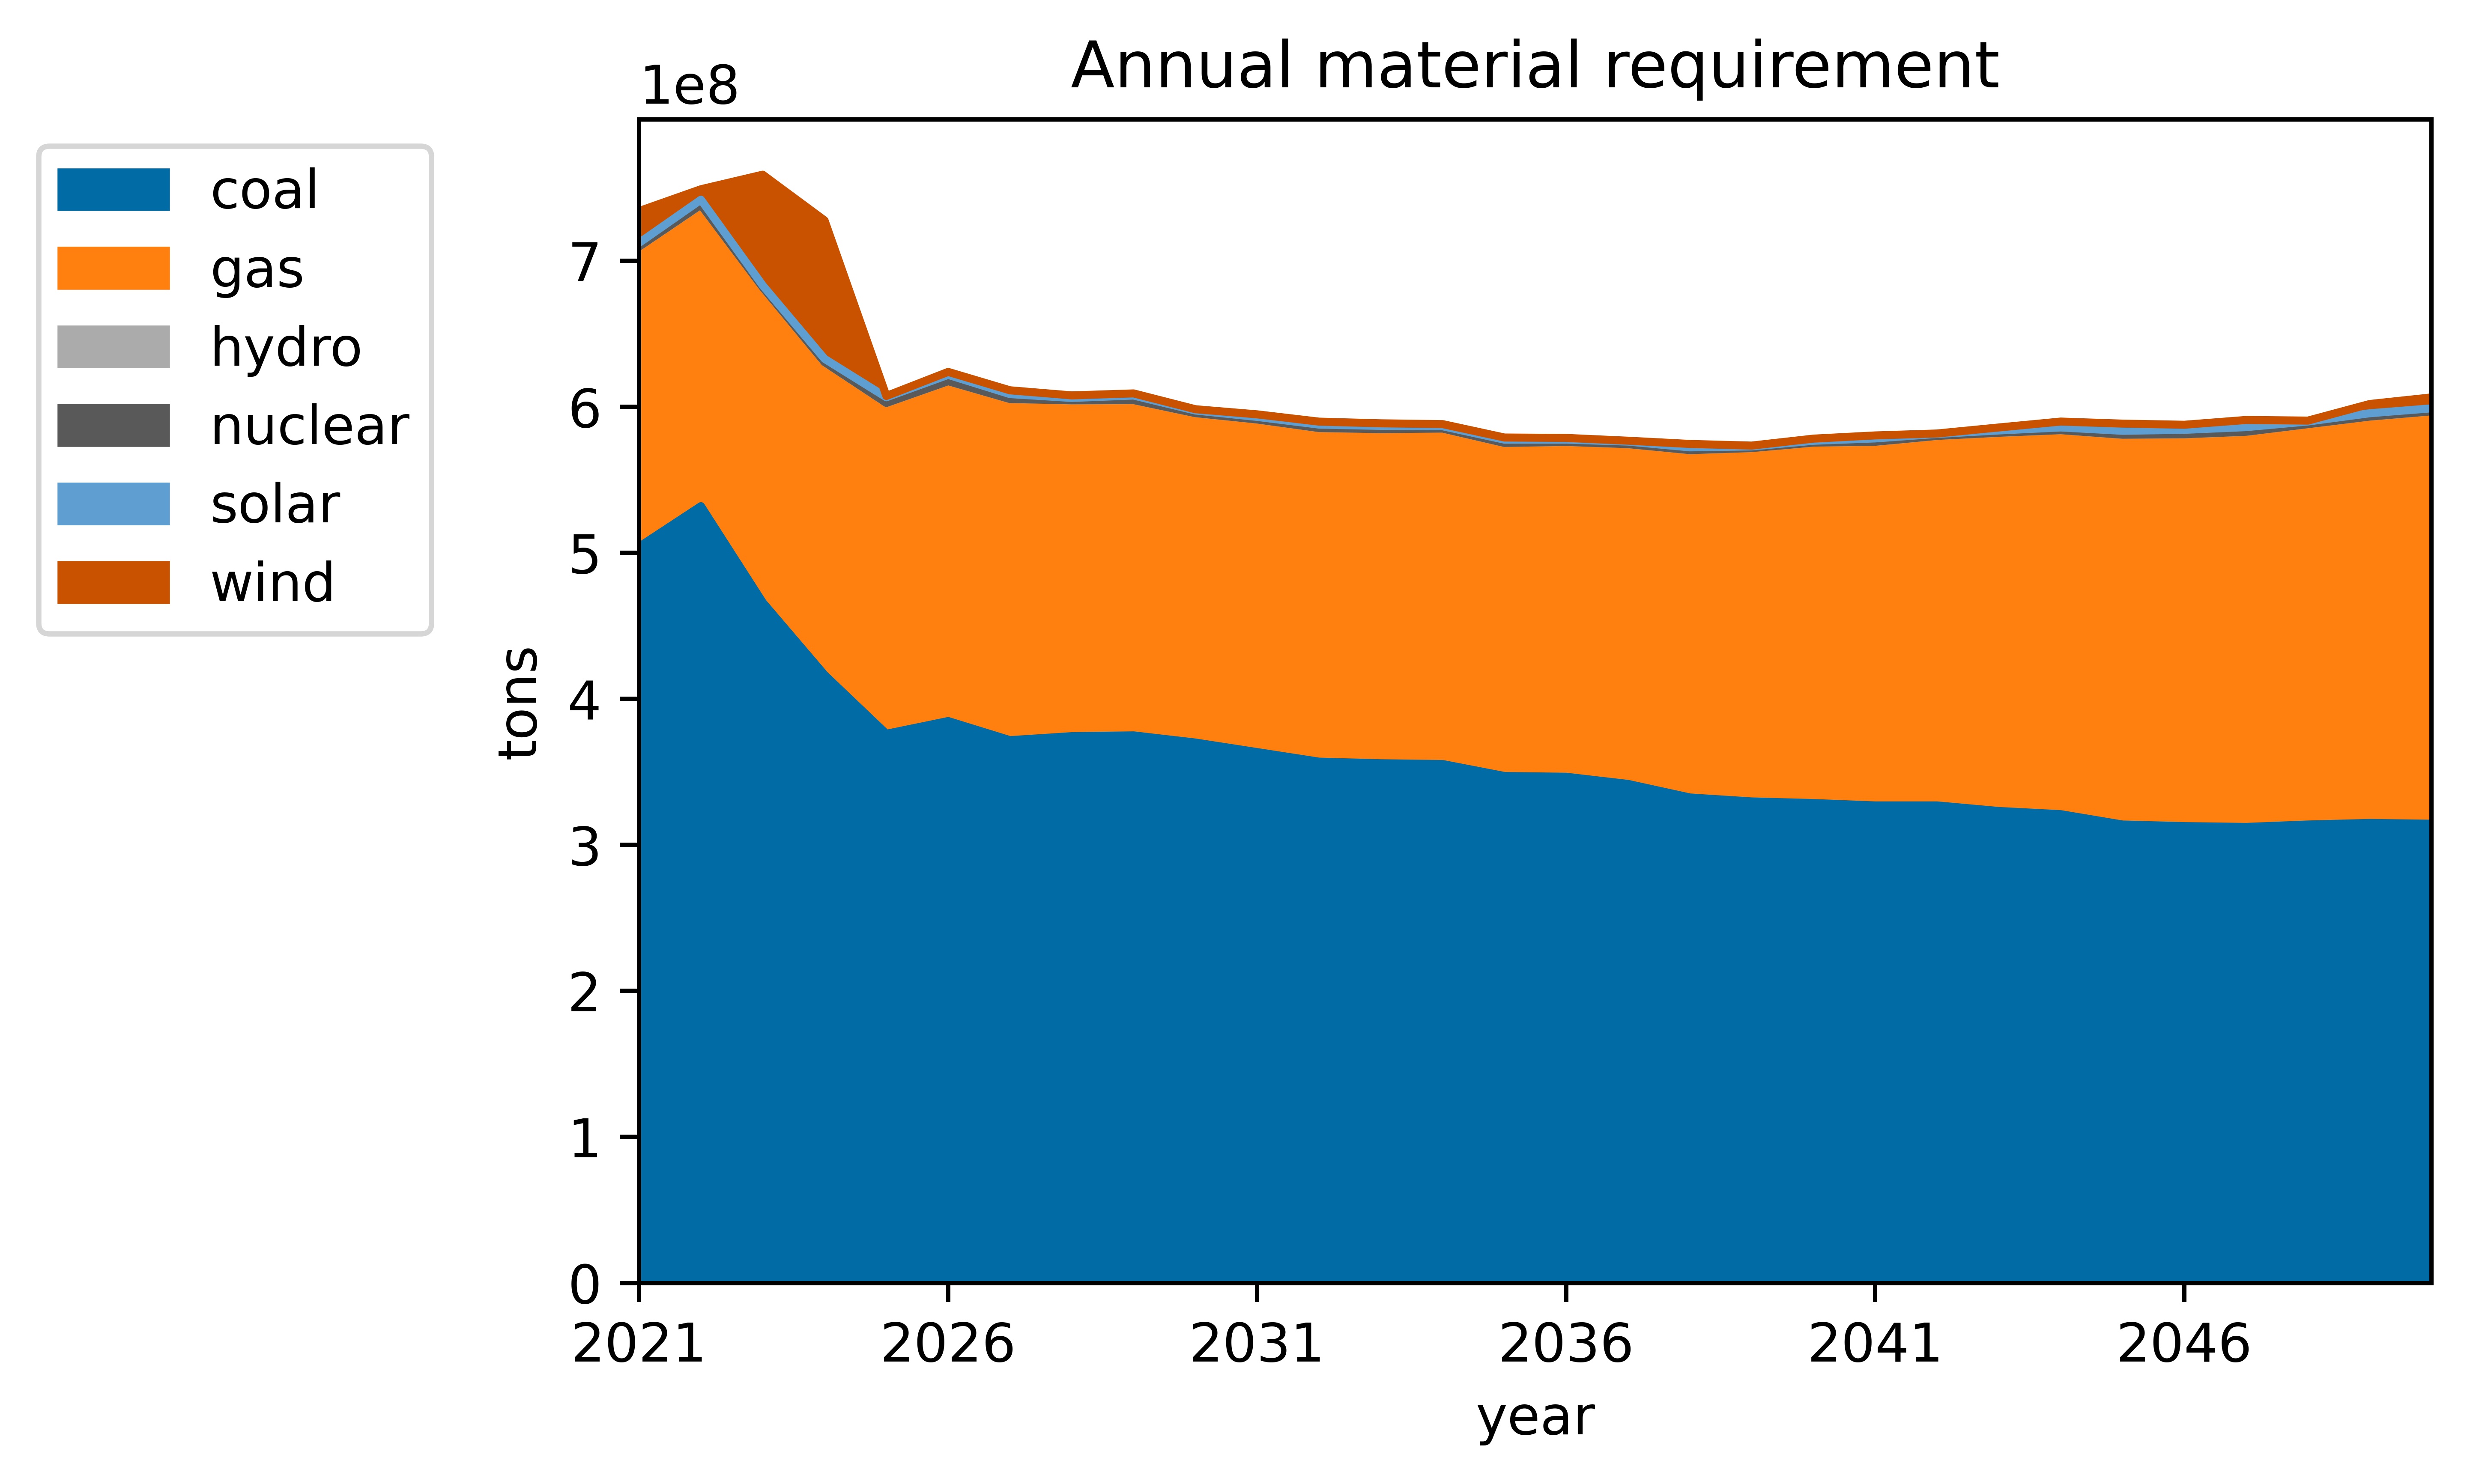 Annual material requirement
1e8
coal
gas
hydro
nuclear
solar
wind
tons
7
6
5
4
3
2
1
0
2021 2026 2031 2036 2041 2046
year